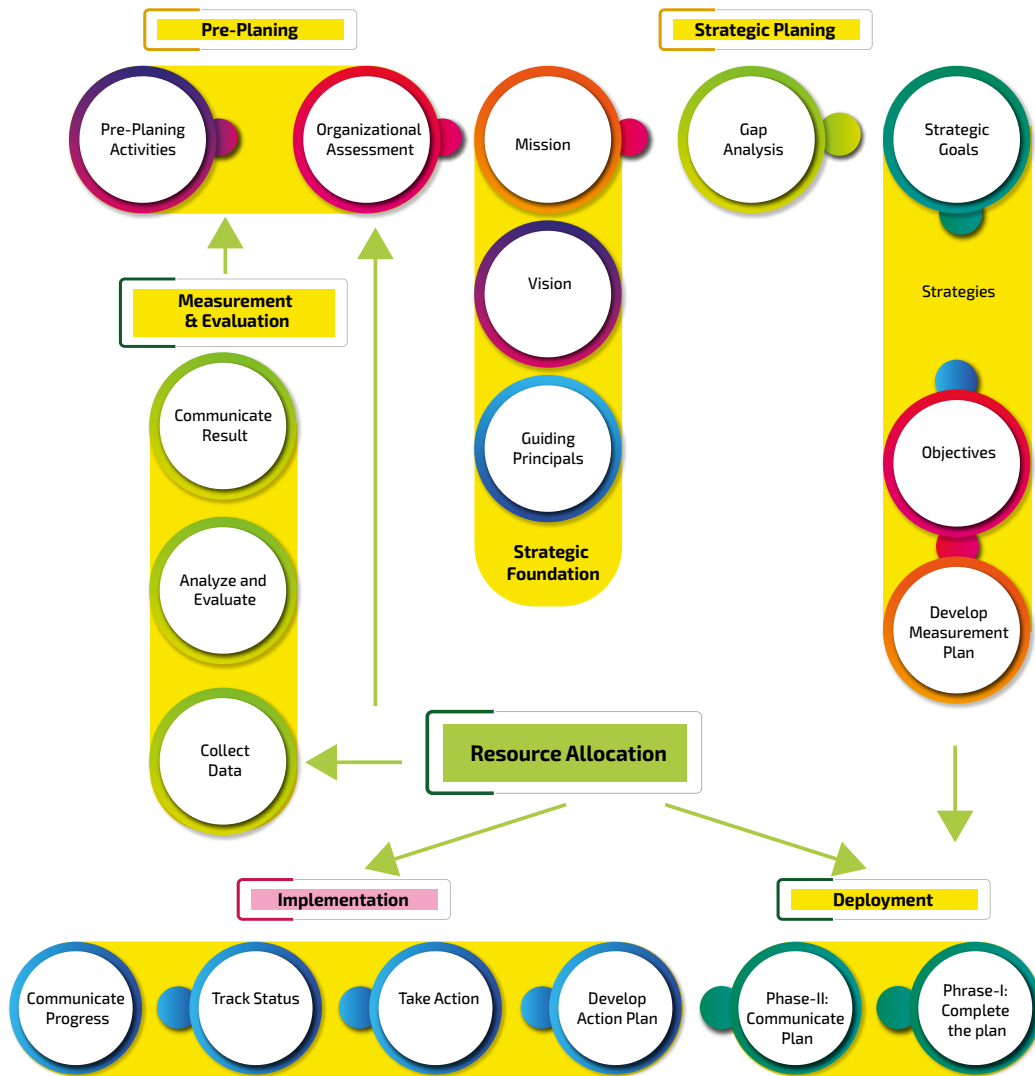 Pre-Planing
Strategic Planing
Pre-Planing
Activities
Organizational
Assessment
Mission
Gap
Analysis
Strategic
Goals
Vision
Strategies
Measurement
& Evaluation
Communicate
Result
Guiding
Principals
Objectives
Strategic
Foundation
Analyze and
Evaluate
Develop
Measurement
Plan
Collect
Data
Resource Allocation
Implementation
Deployment
Communicate
Progress
Track Status
Take Action
Develop
Action Plan
Phase-II:
Communicate
Plan
Phrase-I:
Complete
the plan